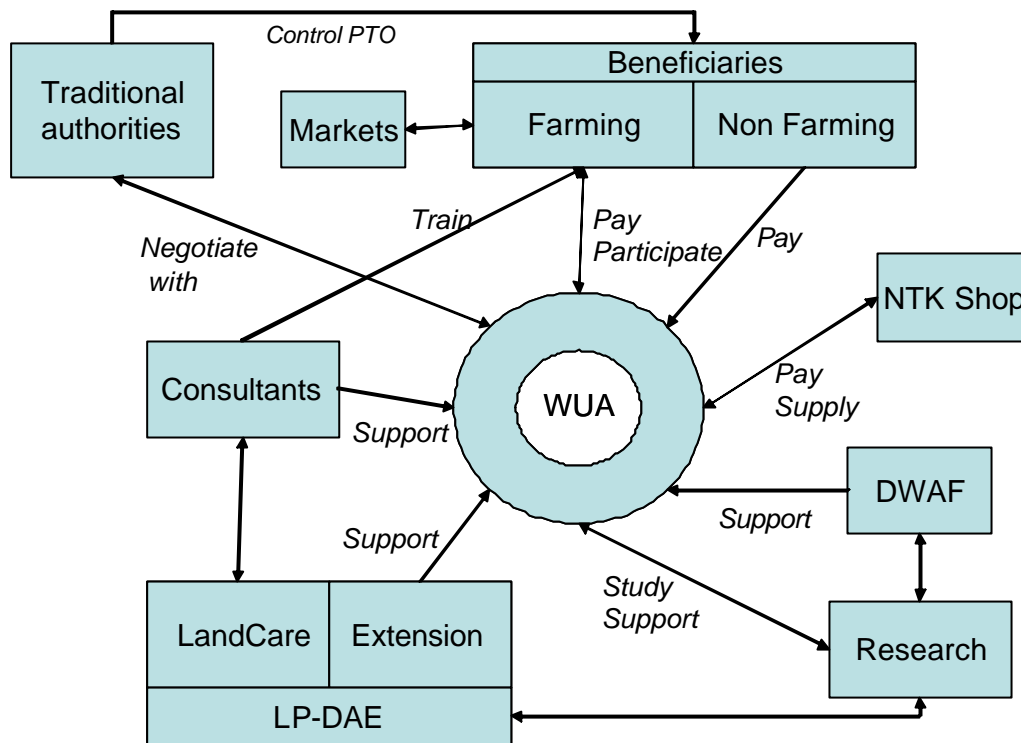 Control PTO
Traditional
authorities
Beneficiaries
Markets
Farming
Non Farming
Train
Pay
Participate
Pay
Negotiate
with
NTK Shop
Consultants
Support
WUA
Pay
Supply
DWAF
Support
Support
Study
Support
LandCare
Extension
Research
LP-DAE